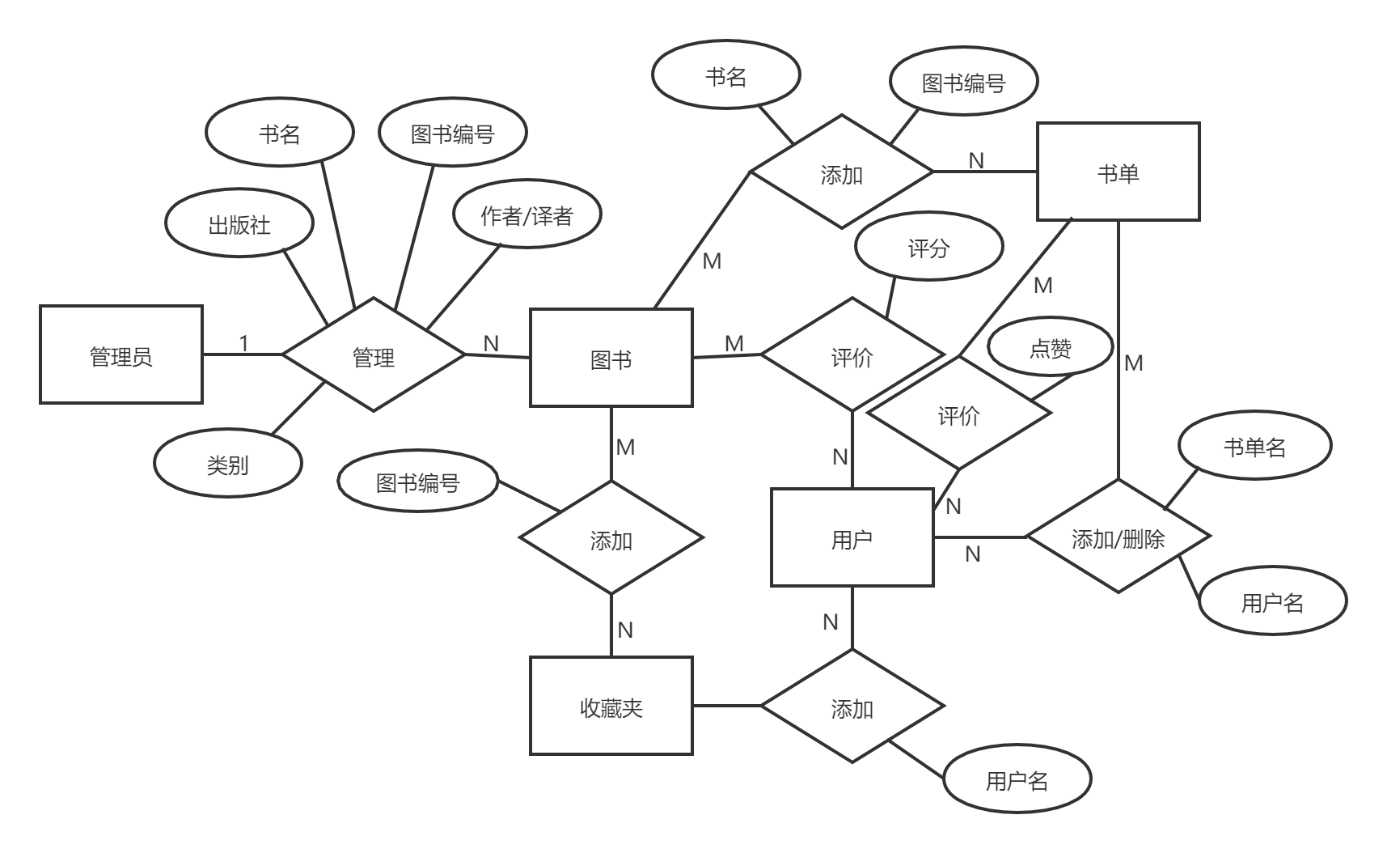 书名
图书编号
添加
N
书单
书名
图书编号
作者/译者
出版社
评分
M
M
管理员
1
管理
N
图书
M
评价
点赞
评价
M
类别
图书编号
M
N
书单名
添加
用户
N
N
添加/删除
用户名
N
N
收藏夹
添加
用户名